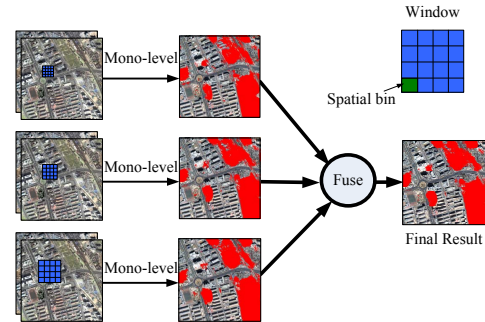 Window
Mono-level
Spatial bin
Mono-level
Fuse
Final Result
Mono-level